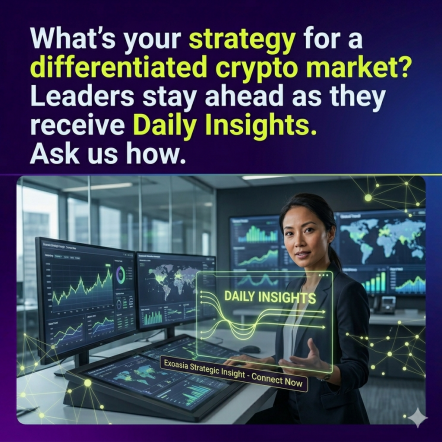 What's your strategy for a
differentiated crypto market?
Leaders stay ahead as they
receive Daily Insights.
Ask us how.
DAILY INSIGHTS
Exoasia Strategic Insight - Connect Now